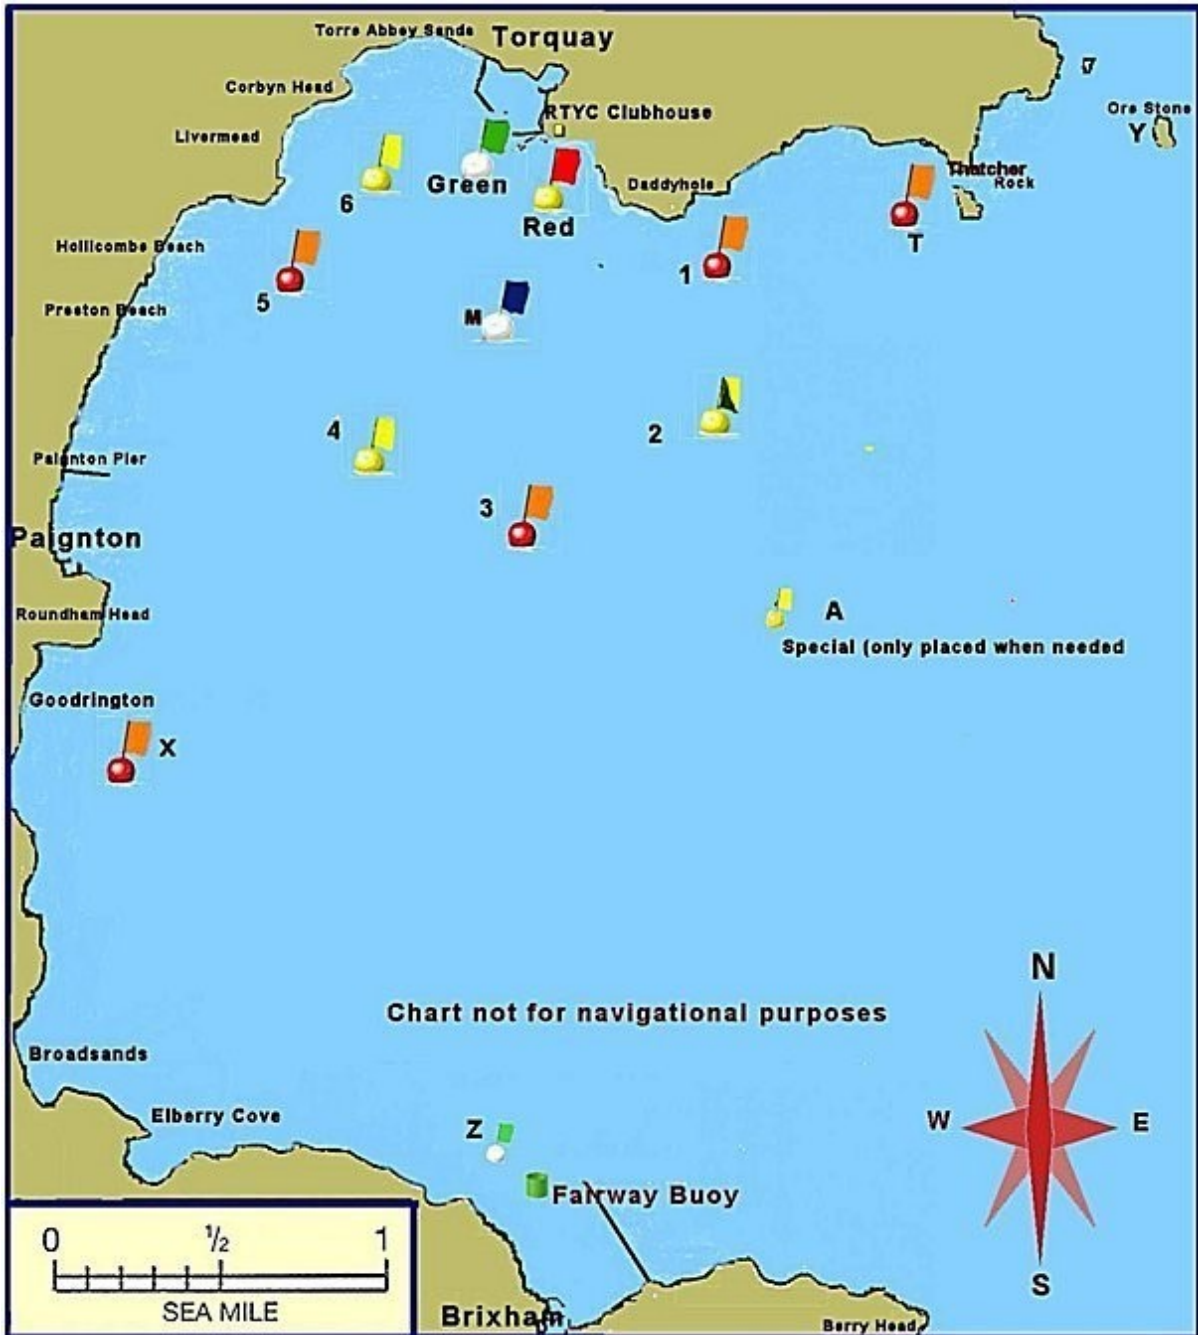 Torre Abbey Sands
Torquay
Corbyn Head
Ore Stone
RTYC Clubhouse
Livermead
Y
Thatcher
Rock
Green
Daddyhole
6
Red
T
Hollicombe Beach
1
5
Preston Beach
M
4
2
Paignton Pier
3
Paignton
Roundham Head
A
Special (only placed when needed
Goodrington
X
N
Chart not for navigational purposes
Broadsands
Elberry Cove
W
E
Z
Fairway Buoy
0 ½ 1
SEA MILE
S
Brixham
Berry Head